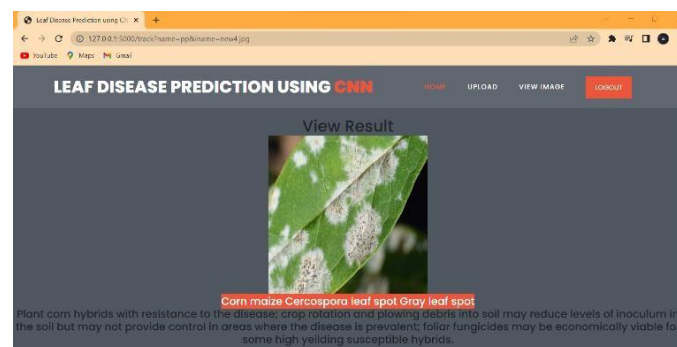 Leaf Disease Prediction using Cn
127.0.0.1:5000/track?name=pp&iname=new4.jpg
YouTube Maps Gmail
LEAF DISEASE PREDICTION USING CNN HOME UPLOAD VIEW IMAGE LOGOUT
View Result
Corn maize Cercospora leaf spot Gray leaf spot
Plant corn hybrids with resistance to the disease; crop rotation and plowing debris into soil may reduce levels of inoculum in
the soil but may not provide control in areas where the disease is prevalent; foliar fungicides may be economically viable fo
some high yeilding susceptible hybrids.